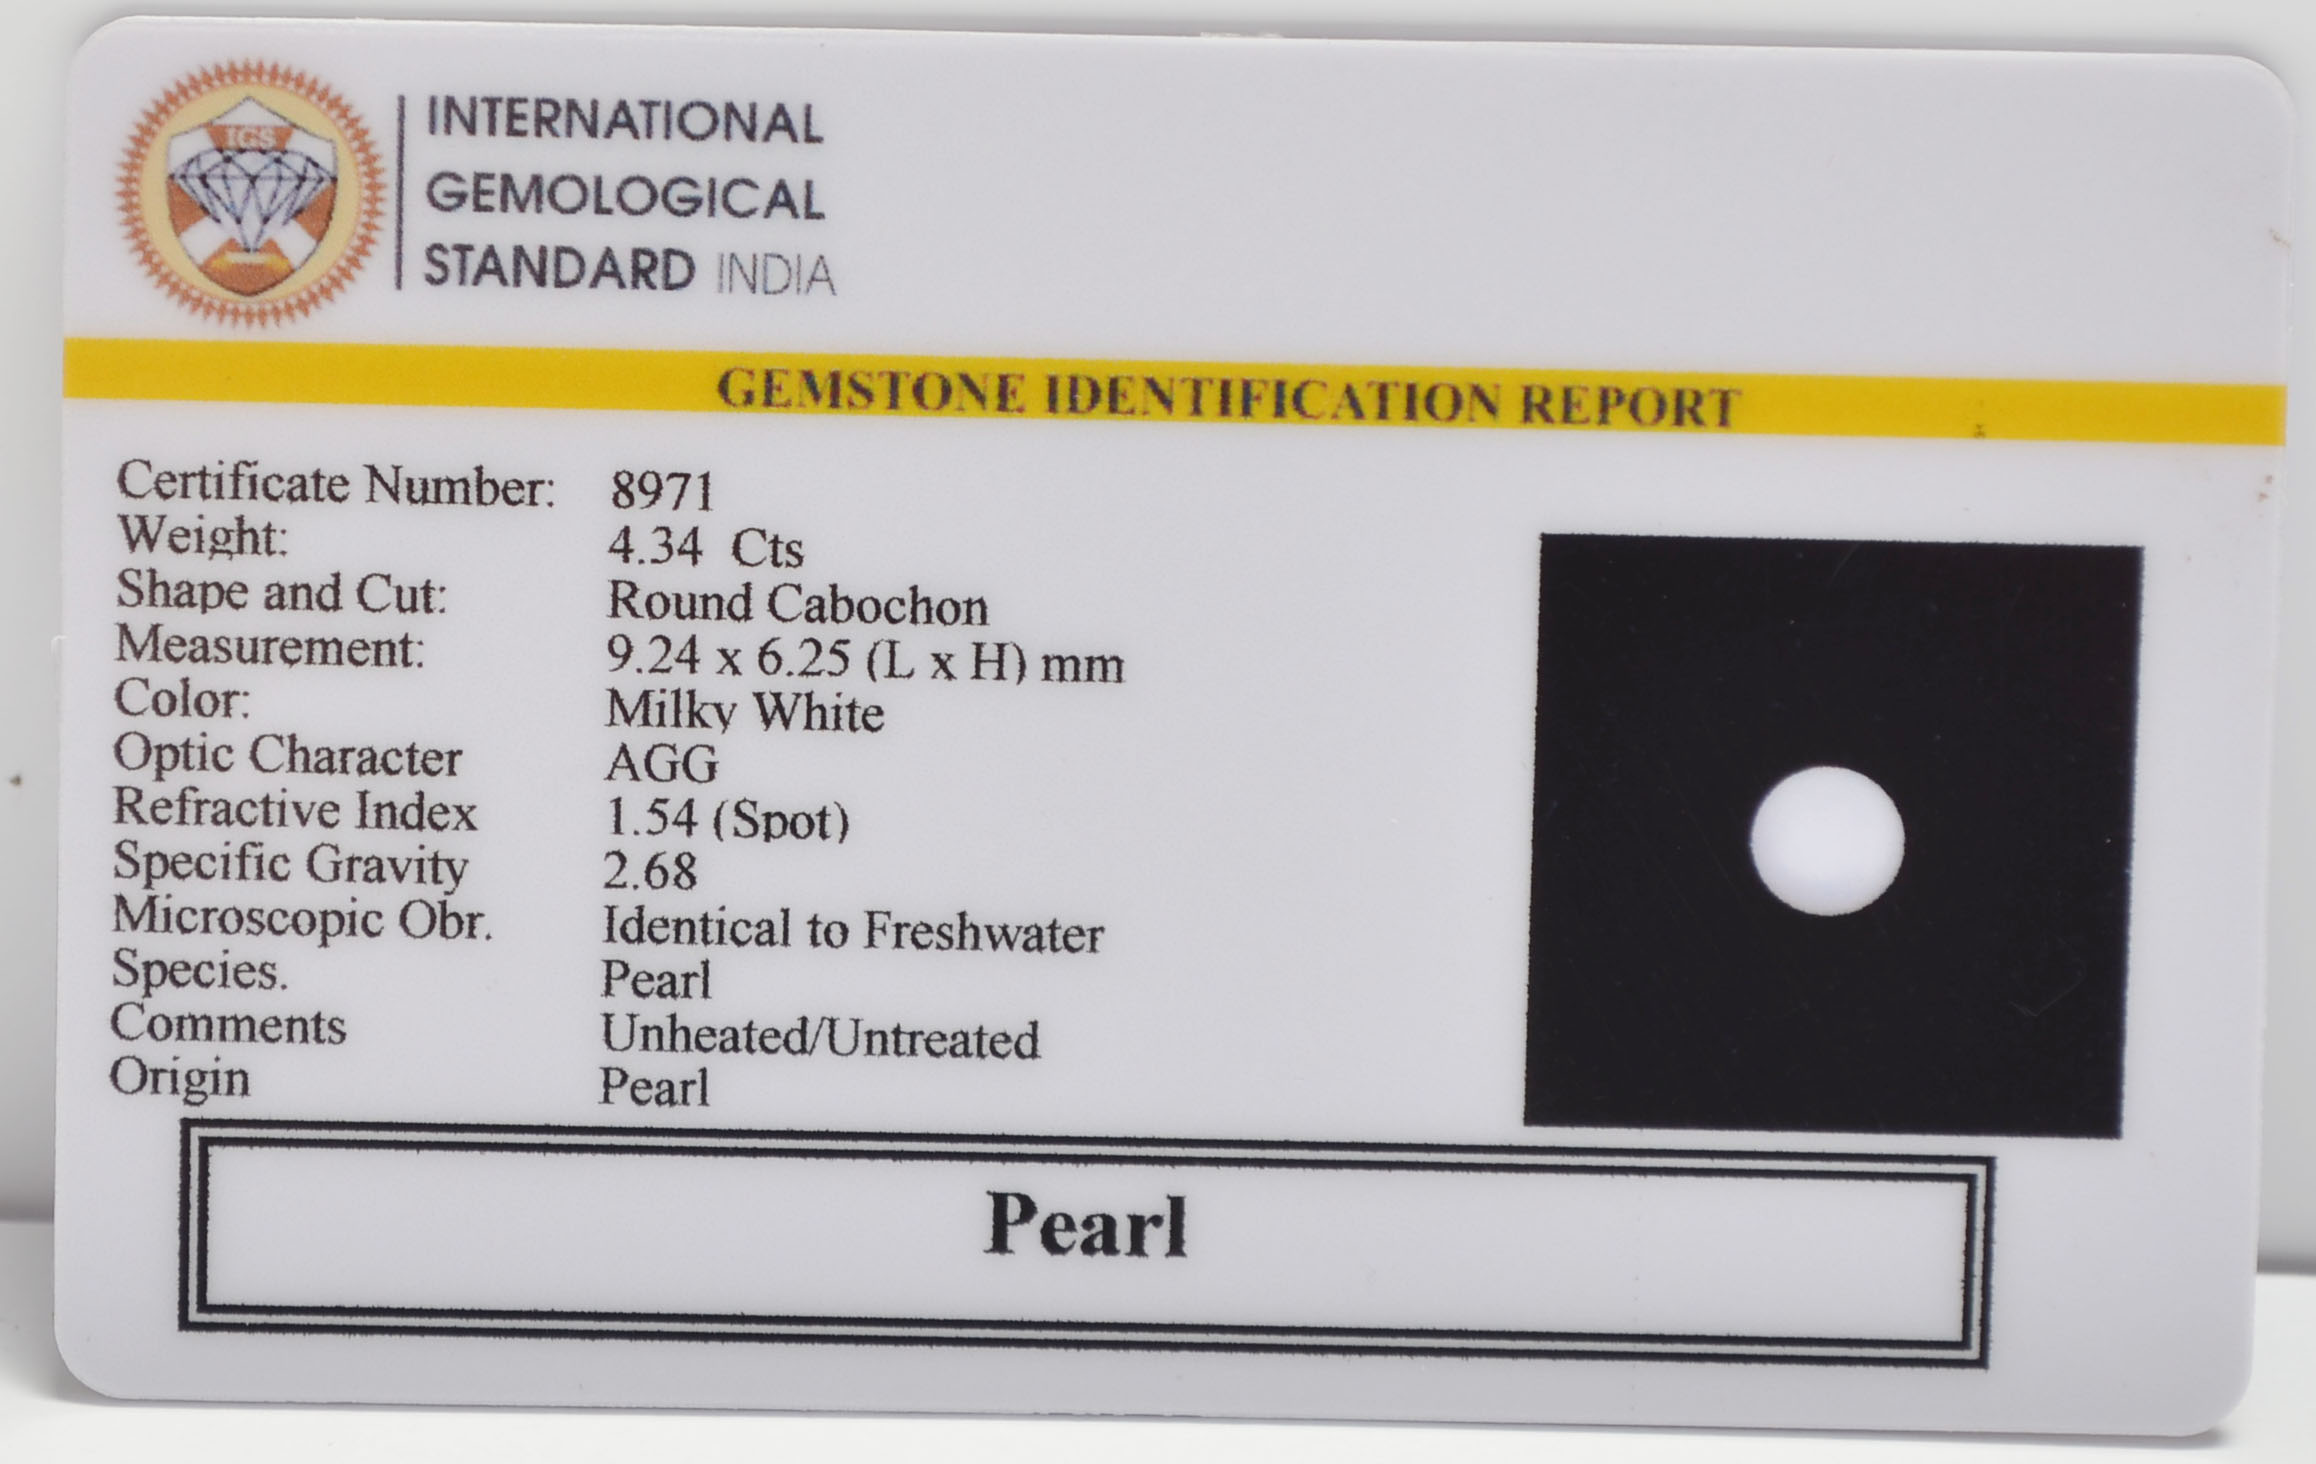 IGS
INTERNATIONAL
GEMOLOGICAL
STANDARD INDIA
GEMSTONE IDENTIFICATION REPORT
Certificate Number: 8971
Weight: 4.34 Cts
Shape and Cut: Round Cabochon
Measurement: 9.24 x 6.25 (L x H) mm
Color: Milky White
Optic Character AGG
Refractive Index 1.54 (Spot)
Specific Gravity 2.68
Microscopic Obr. Identical to Freshwater
Species. Pearl
Comments Unheated/Untreated
Origin Pearl
Pearl